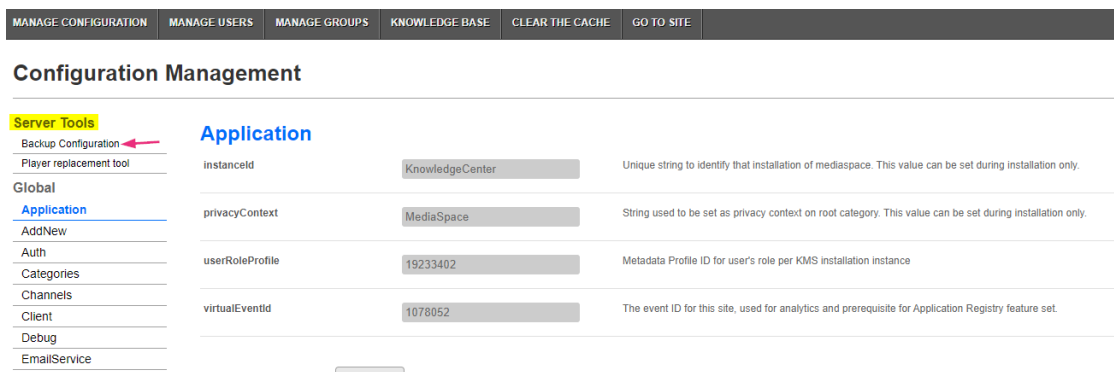 MANAGE CONFIGURATION MANAGE USERS MANAGE GROUPS KNOWLEDGE BASE CLEAR THE CACHE GO TO SITE
Configuration Management
Server Tools
Backup Configuration
Player replacement tool
Global
Application
AddNew
Auth
Categories
Channels
Client
Debug
EmailService
Application
instanceId KnowledgeCenter Unique string to identify that installation of mediaspace. This value can be set during installation only.
privacyContext MediaSpace String used to be set as privacy context on root category. This value can be set during installation only.
userRoleProfile 19233402 Metadata Profile ID for user's role per KMS installation instance
virtualEventId 1078052 The event ID for this site, used for analytics and prerequisite for Application Registry feature set.